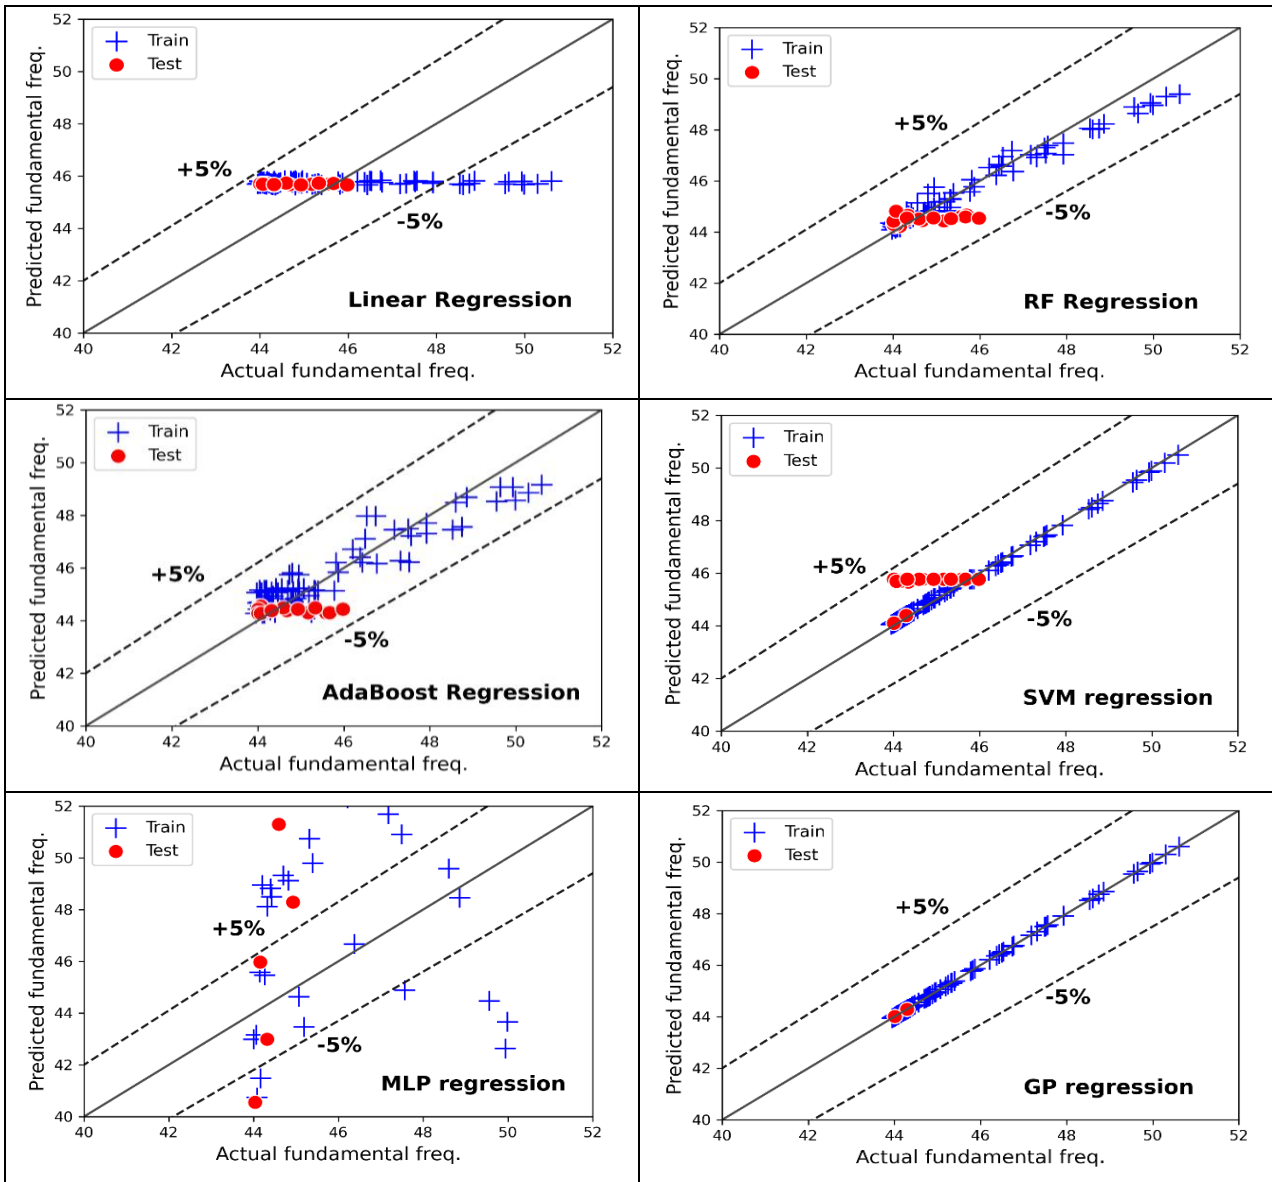 52
50
48
46
44
42
40
Predicted fundamental freq.
Train
Test
+5%
-5%
Linear Regression
40 42 44 46 48 50 52
Actual fundamental freq.
52
50
48
46
44
42
40
Predicted fundamental freq.
Train
Test
+5%
-5%
RF Regression
40 42 44 46 48 50 52
Actual fundamental freq.
52
50
48
46
44
42
40
Predicted fundamental freq.
Train
Test
+5%
-5%
AdaBoost Regression
40 42 44 46 48 50 52
Actual fundamental freq.
52
50
48
46
44
42
40
Predicted fundamental freq.
Train
Test
+5%
-5%
SVM regression
40 42 44 46 48 50 52
Actual fundamental freq.
52
50
48
46
44
42
40
Predicted fundamental freq.
Train
Test
+5%
-5%
MLP regression
40 42 44 46 48 50 52
Actual fundamental freq.
52
50
48
46
44
42
40
Predicted fundamental freq.
Train
Test
+5%
-5%
GP regression
40 42 44 46 48 50 52
Actual fundamental freq.